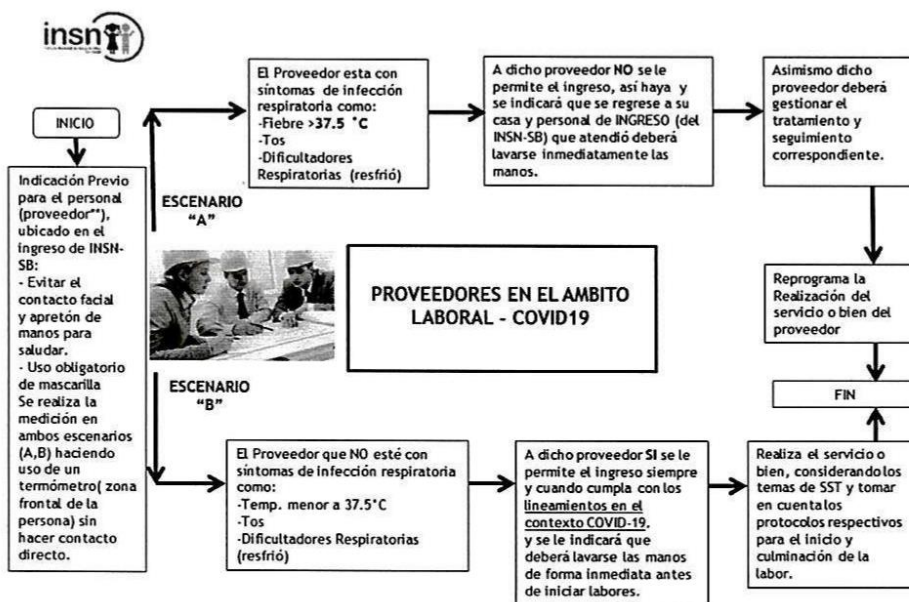 insn
INICIO
Indicación Previo
para el personal
(proveedor**),
ubicado en el
ingreso de INSN-
SB:
- Evitar el
contacto facial
y apretón de
manos para
saludar.
- Uso obligatorio
de mascarilla
Se realiza la
medición en
ambos escenarios
(A,B) haciendo
uso de un
termómetro( zona
frontal de la
persona) sin
hacer contacto
directo.
ESCENARIO
"A"
El Proveedor esta con
síntomas de infección
respiratoria como:
-Fiebre >37.5 °C
-Tos
-Dificultadores
Respiratorias (resfrió)
A dicho proveedor NO se le
permite el ingreso, así haya y
se indicará que se regrese a su
casa y personal de INGRESO (del
INSN-SB) que atendió deberá
lavarse inmediatamente las
manos.
Asimismo dicho
proveedor deberá
gestionar el
tratamiento y
seguimiento
correspondiente.
Reprograma la
Realización del
servicio o bien del
proveedor
FIN
PROVEEDORES EN EL AMBITO
LABORAL - COVID19
ESCENARIO
"B"
El Proveedor que NO esté con
síntomas de infección respiratoria
como:
-Temp. menor a 37.5°C
-Tos
-Dificultadores Respiratorias
(resfrió)
A dicho proveedor SI se le
permite el ingreso siempre
y cuando cumpla con los
lineamientos en el
contexto COVID-19.
y se le indicará que
deberá lavarse las manos
de forma inmediata antes
de iniciar labores.
Realiza el servicio o
bien, considerando los
temas de SST y tomar
en cuenta los
protocolos respectivos
para el inicio y
culminación de la
labor.